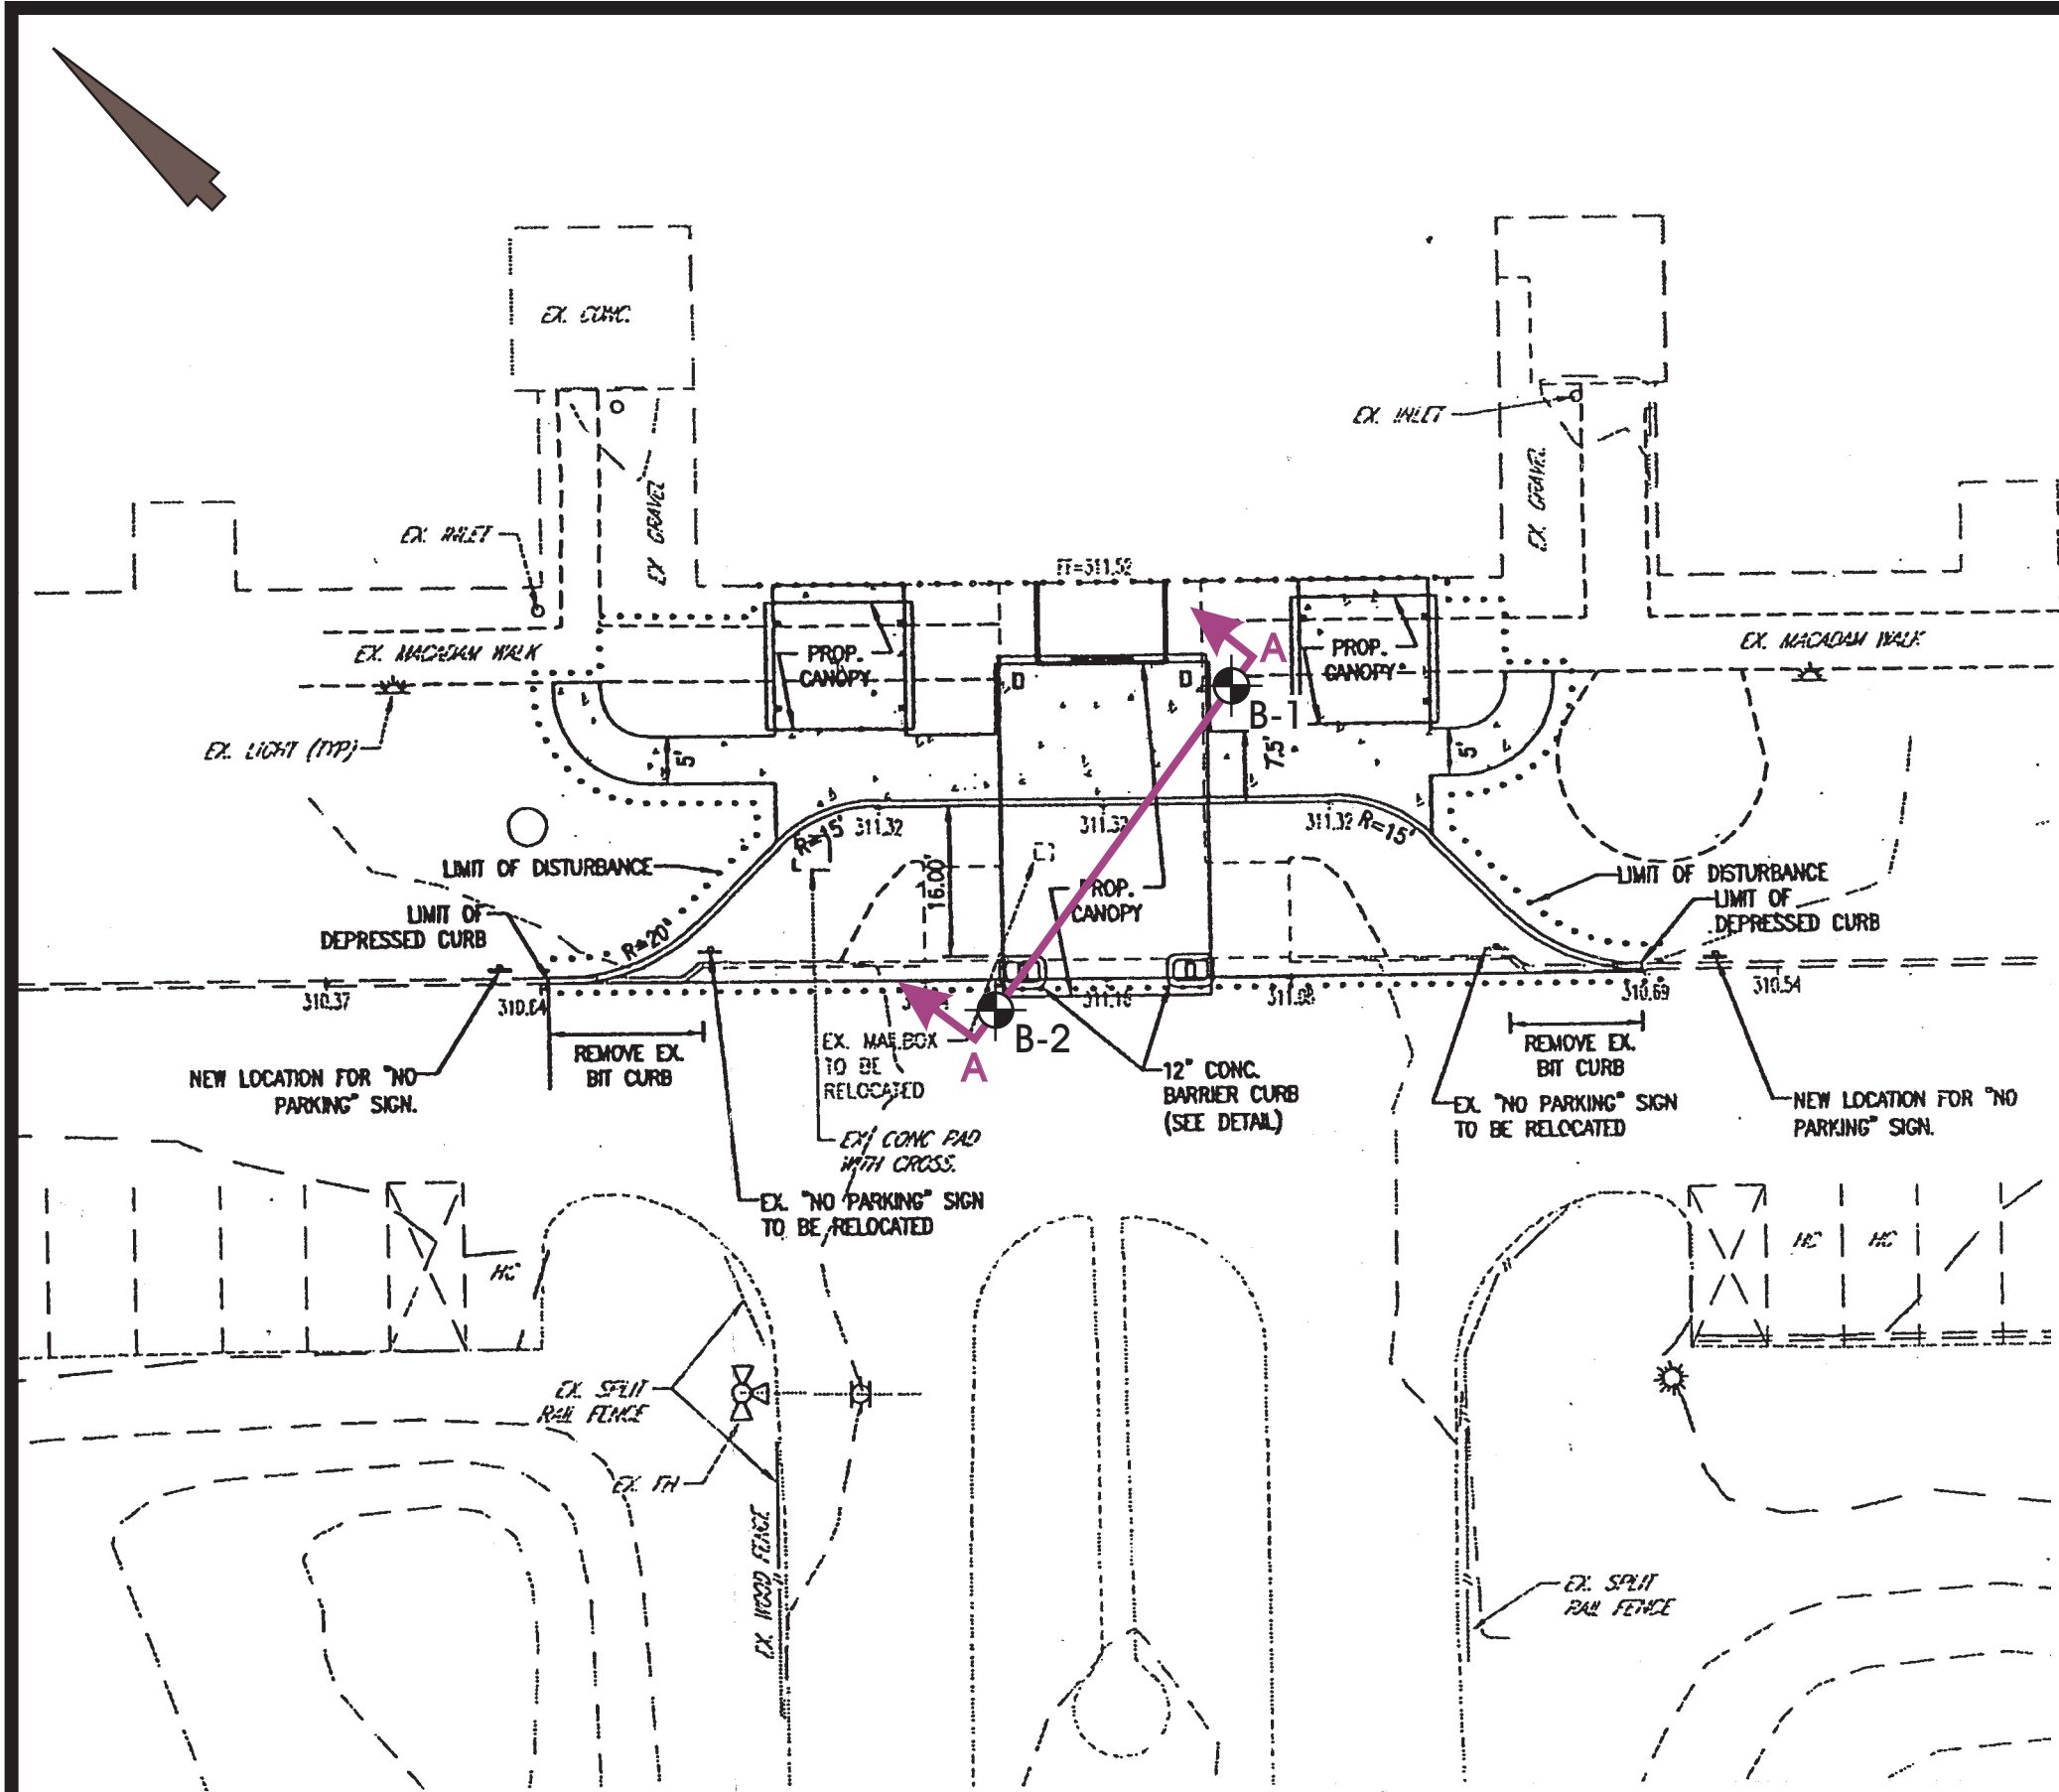 EX. CONC.
EX. INLET
EX. GRAVEL
EX GRAVEL
EX. INLET
FF=311.52
EX. MACADAM WALK
PROP.
CANOPY
A
PROP.
CANOPY
EX. MACADAM WALK
B-1
EX. LIGHT (TYP)
5'
7.5'
5'
R=15'
311.32
311.32
R=15'
LIMIT OF DISTURBANCE
16.00'
PROP.
CANOPY
LIMIT OF DISTURBANCE
LIMIT OF
DEPRESSED CURB
LIMIT OF
DEPRESSED CURB
R=20'
310.37
310.64
311.16
311.08
310.69
310.54
B-2
A
EX. MAILBOX
TO BE
RELOCATED
REMOVE EX.
BIT CURB
REMOVE EX.
BIT CURB
NEW LOCATION FOR "NO
PARKING" SIGN.
12" CONC.
BARRIER CURB
(SEE DETAIL)
EX. "NO PARKING" SIGN
TO BE RELOCATED
NEW LOCATION FOR "NO
PARKING" SIGN.
EX. CONC PAD
WITH CROSS.
EX. "NO PARKING" SIGN
TO BE RELOCATED
HC
HC
HC
EX. SPLIT
RAIL FENCE
EX. FH
EX. WOOD FENCE
EX. SPLIT
RAIL FENCE